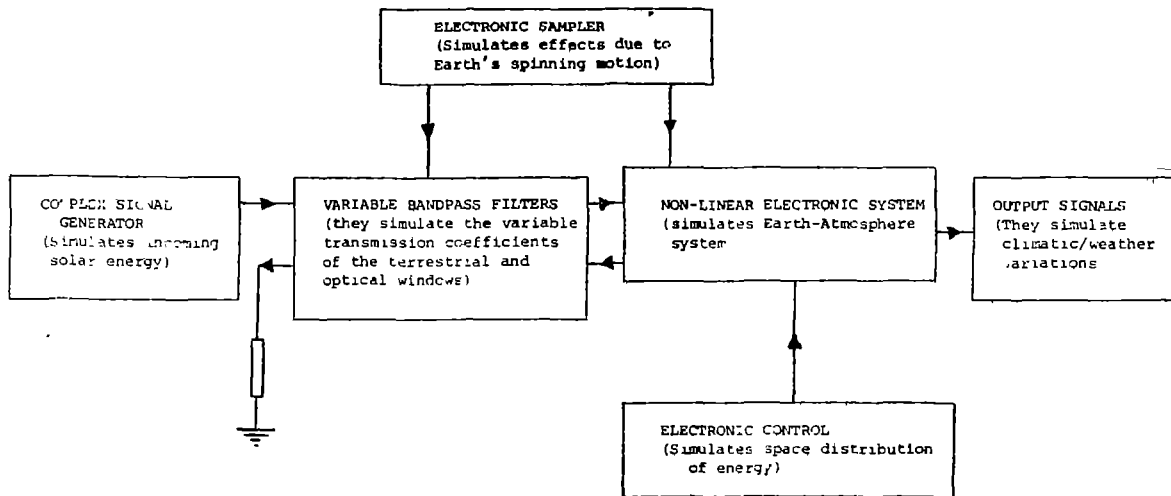 ELECTRONIC SAMPLER
(Simulates effects due to
Earth's spinning motion)
COMPLEX SIGNAL
GENERATOR
(Simulates incoming
solar energy)
VARIABLE BANDPASS FILTERS
(they simulate the variable
transmission coefficients
of the terrestrial and
optical windows)
NON-LINEAR ELECTRONIC SYSTEM
(simulates Earth-Atmosphere
system
OUTPUT SIGNALS
(They simulate
climatic/weather
variations
ELECTRONIC CONTROL
(Simulates space distribution
of energy)